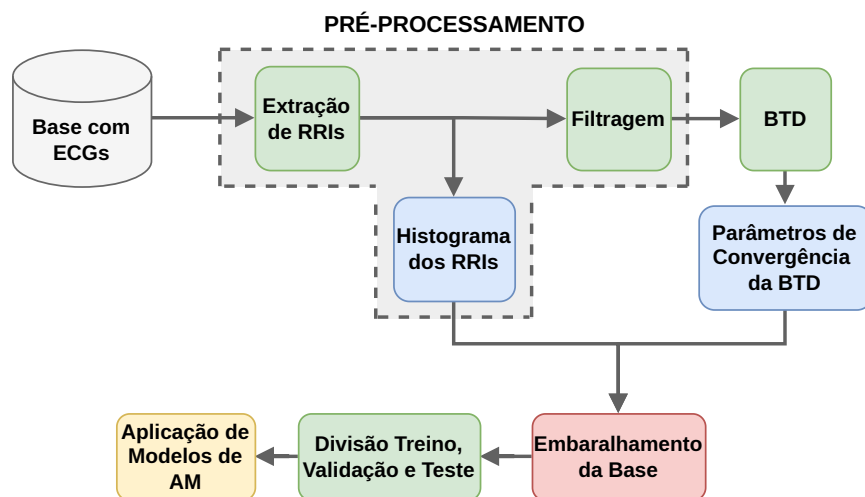 PRÉ-PROCESSAMENTO
Base com
ECGs
Extração
de RRIs
Filtragem
BTD
Histograma
dos RRIs
Parâmetros de
Convergência
da BTD
Aplicação de
Modelos de
AM
Divisão Treino,
Validação e Teste
Embaralhamento
da Base